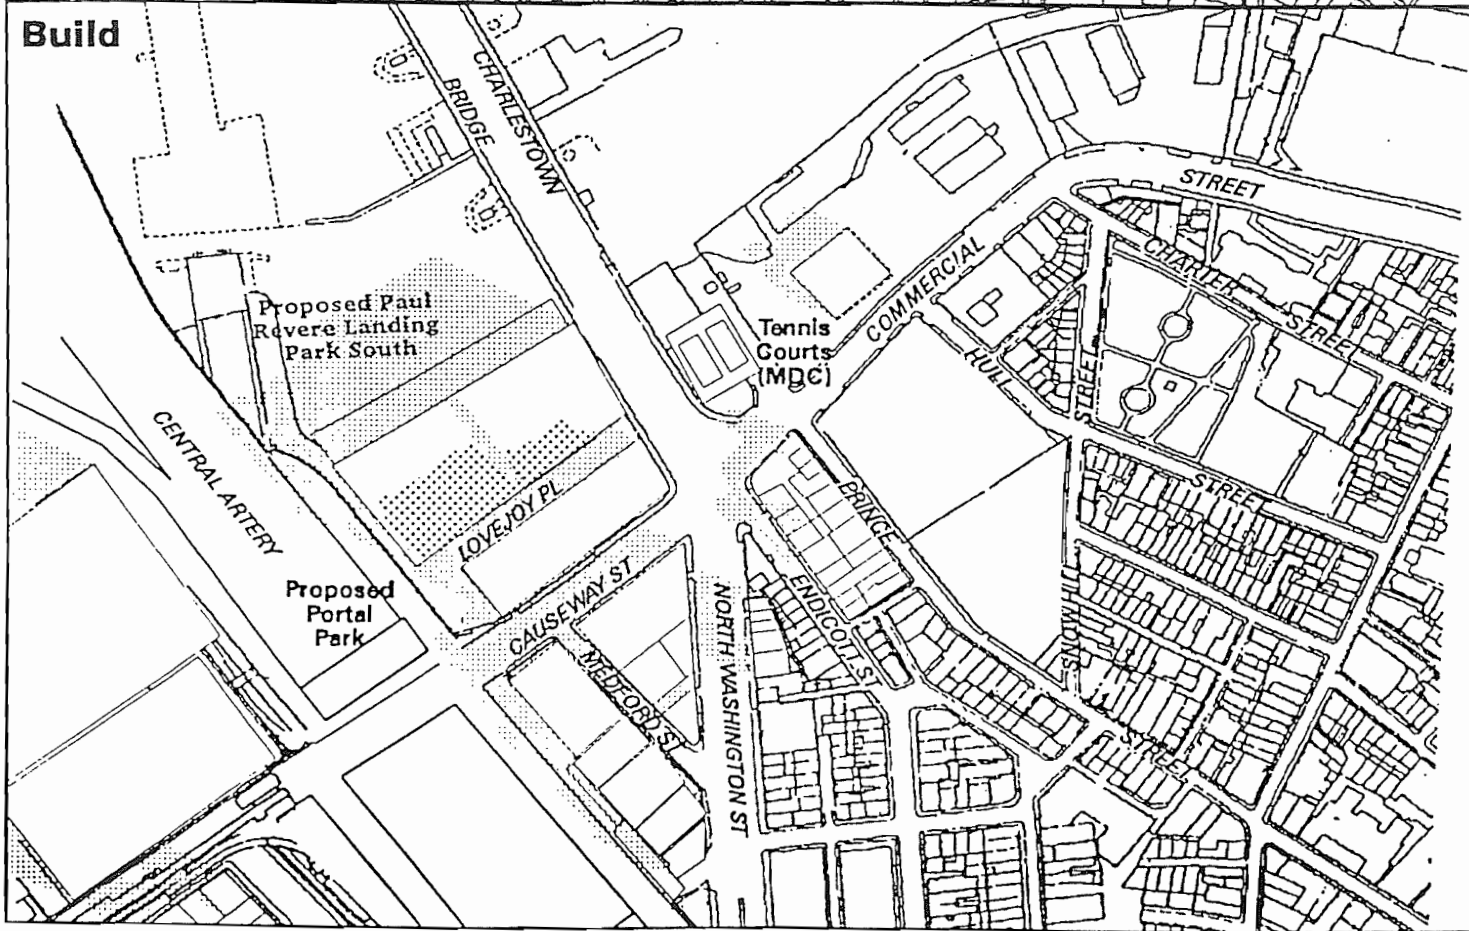 Build
CHARLESTOWN
BRIDGE
STREET
CHARTER
STREET
COMMERCIAL
Proposed Paul
Revere Landing
Park South
Tennis
Courts
(MDC)
HULL
STREET
STREET
CENTRAL ARTERY
LOVEJOY PL
PRINCE
Proposed
Portal
Park
CAUSEWAY ST
ENDICOTT ST
NORTH WASHINGTON ST
MEDFORD ST
SNOWHILL
STREET